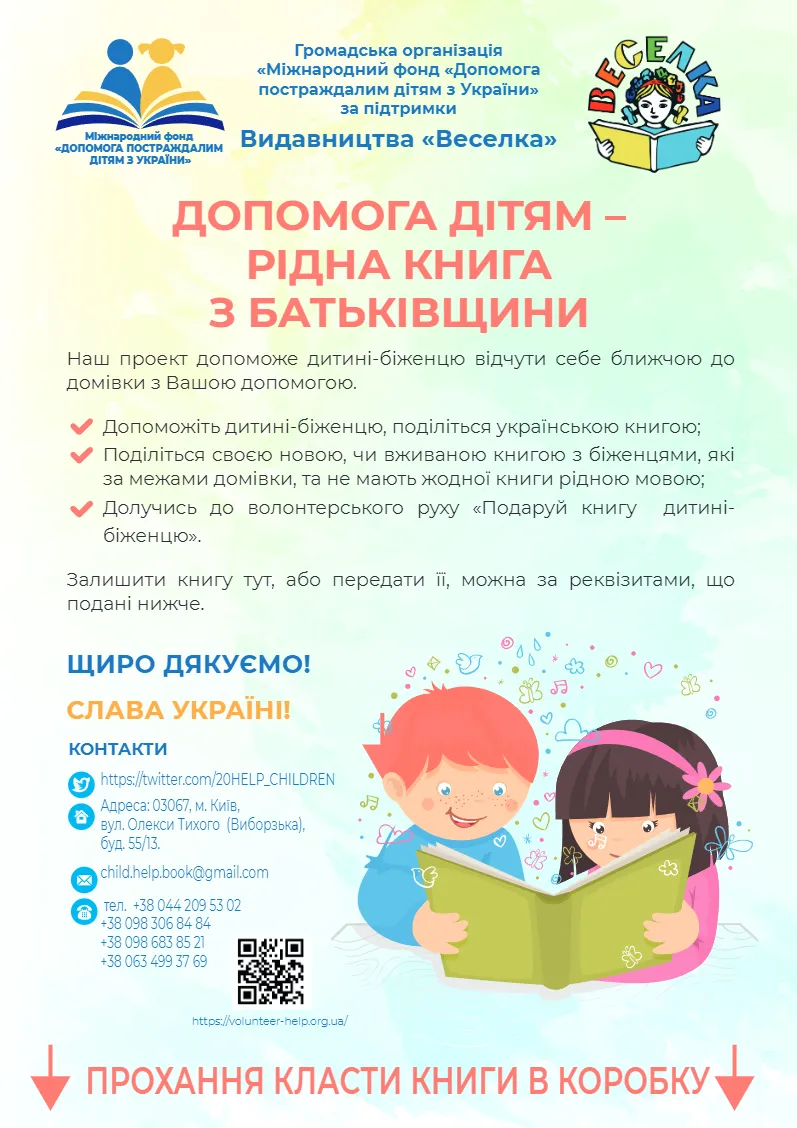 Міжнародний фонд
«ДОПОМОГА ПОСТРАЖДАЛИМ
ДІТЯМ З УКРАЇНИ»
Громадська організація
«Міжнародний фонд «Допомога
постраждалим дітям з України»
за підтримки
Видавництва «Веселка»
ВЕСЕЛКА
ДОПОМОГА ДІТЯМ –
РІДНА КНИГА
З БАТЬКІВЩИНИ
Наш проект допоможе дитині-біженцю відчути себе ближчою до
домівки з Вашою допомогою.
Допоможіть дитині-біженцю, поділіться українською книгою;
Поділіться своєю новою, чи вживаною книгою з біженцями, які
за межами домівки, та не мають жодної книги рідною мовою;
Долучись до волонтерського руху «Подаруй книгу дитині-
біженцю».
Залишити книгу тут, або передати її, можна за реквізитами, що
подані нижче.
ЩИРО ДЯКУЄМО!
СЛАВА УКРАЇНІ!
КОНТАКТИ
https://twitter.com/20HELP_CHILDREN
Адреса: 03067, м. Київ,
вул. Олекси Тихого (Виборзька),
буд. 55/13.
child.help.book@gmail.com
тел. +38 044 209 53 02
+38 098 306 84 84
+38 098 683 85 21
+38 063 499 37 69
https://volunteer-help.org.ua/
ПРОХАННЯ КЛАСТИ КНИГИ В КОРОБКУ